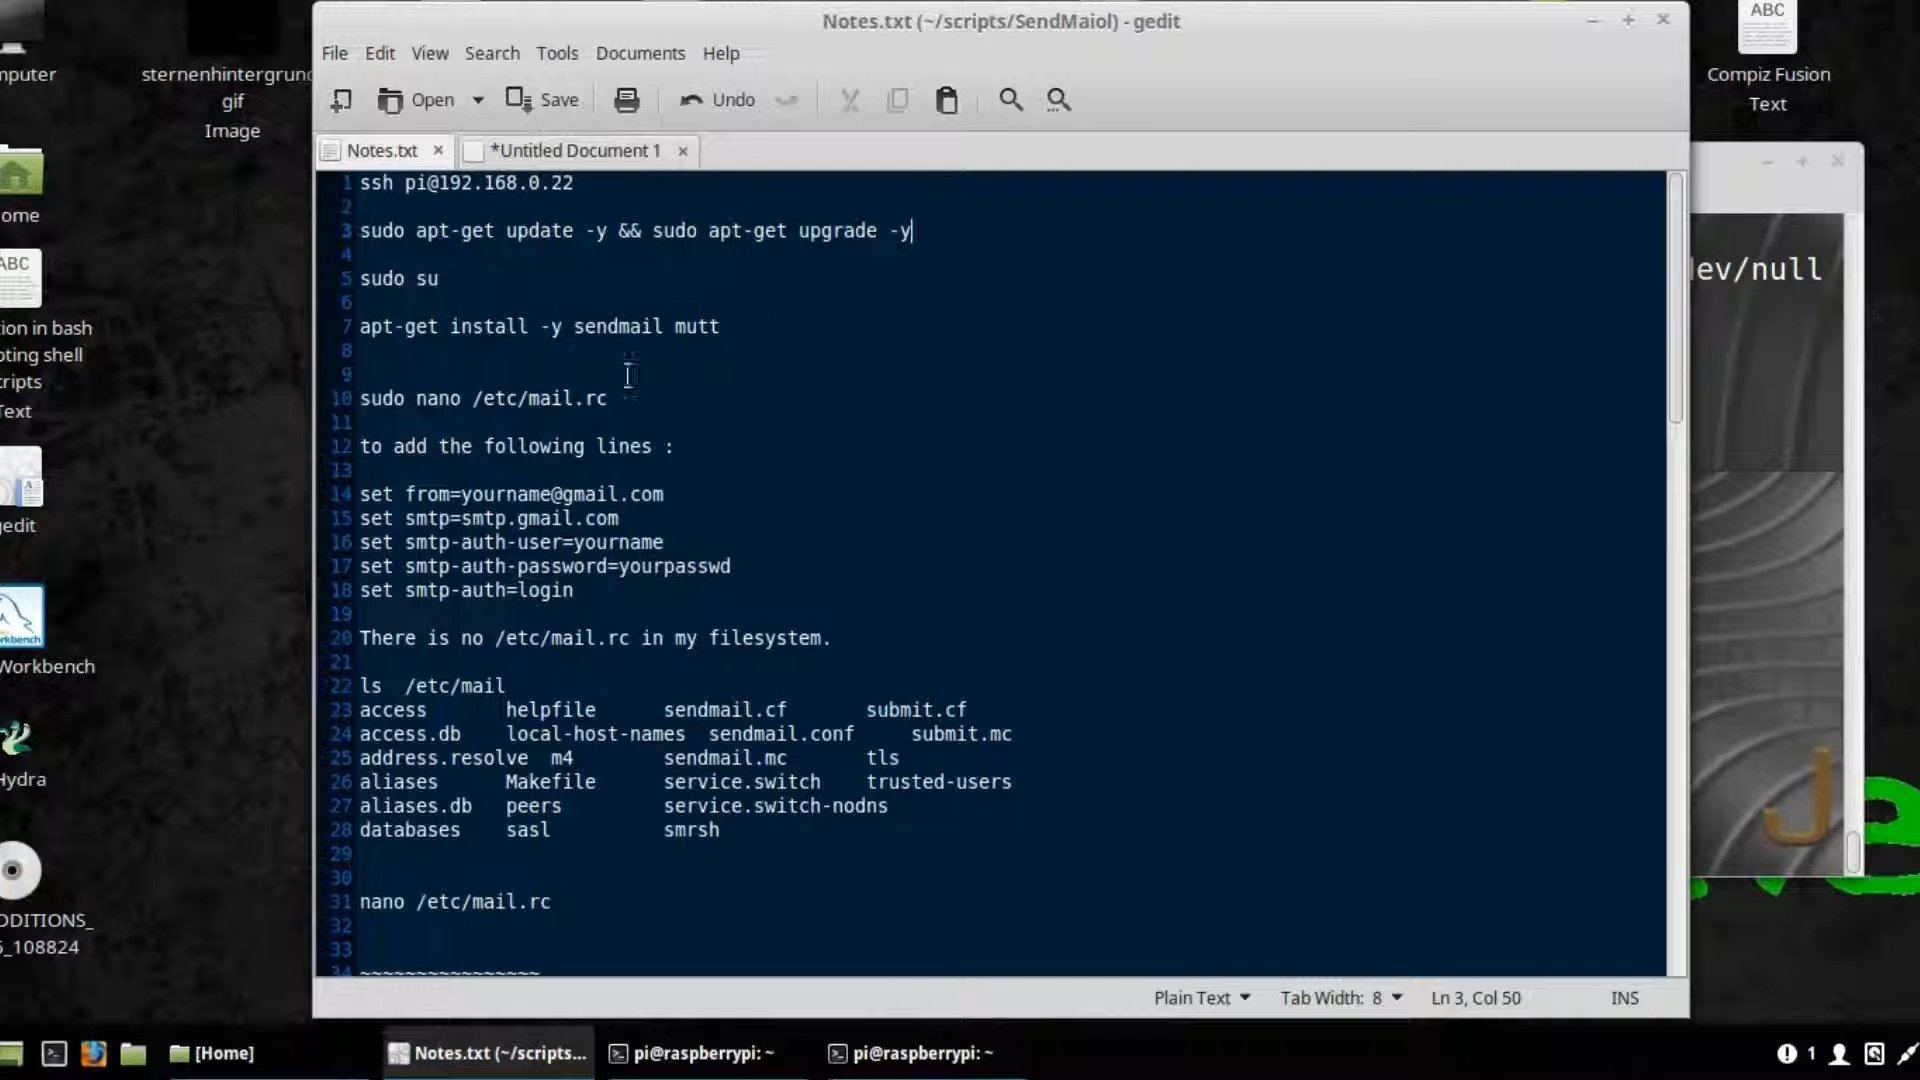 Notes.txt (~/scripts/SendMaiol) - gedit
File Edit View Search Tools Documents Help
Open Save Undo
Notes.txt *Untitled Document 1
1 ssh pi@192.168.0.22
2
3 sudo apt-get update -y && sudo apt-get upgrade -y
4
5 sudo su
6
7 apt-get install -y sendmail mutt
8
9
10 sudo nano /etc/mail.rc
11
12 to add the following lines :
13
14 set from=yourname@gmail.com
15 set smtp=smtp.gmail.com
16 set smtp-auth-user=yourname
17 set smtp-auth-password=yourpasswd
18 set smtp-auth=login
19
20 There is no /etc/mail.rc in my filesystem.
21
22 ls  /etc/mail
23 access helpfile sendmail.cf submit.cf
24 access.db local-host-names sendmail.conf submit.mc
25 address.resolve m4 sendmail.mc tls
26 aliases Makefile service.switch trusted-users
27 aliases.db peers service.switch-nodns
28 databases sasl smrsh
29
30
31 nano /etc/mail.rc
32
33
34 ~~~~~~~~~~~~~~~~
Plain Text Tab Width: 8 Ln 3, Col 50 INS
mputer
sternenhintergrund
gif
Image
ome
ABC
tion in bash
pting shell
cripts
Text
gedit
rkbench
Workbench
Hydra
DDITIONS_
5_108824
ABC
Compiz Fusion
Text
dev/null
J
e
[Home] Notes.txt (~/scripts... pi@raspberrypi: ~ pi@raspberrypi: ~ 1